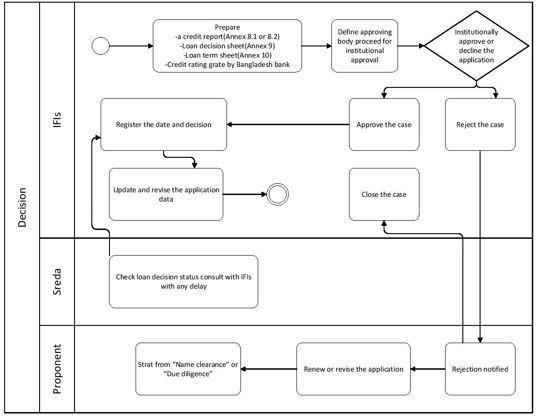 Decision
IFIs
Prepare
-a credit report(Annex 8.1 or 8.2)
-Loan decision sheet(Annex 9)
-Loan term sheet(Annex 10)
-Credit rating grate by Bangladesh bank
Define approving
body proceed for
institutional
approval
Institutionally
approve or
decline the
application
Register the date and decision
Approve the case
Reject the case
Update and revise the application
data
Close the case
Sreda
Check loan decision status consult with IFIs
with any delay
Proponent
Strat from “Name clearance” or
“Due diligence”
Renew or revise the application
Rejection notified